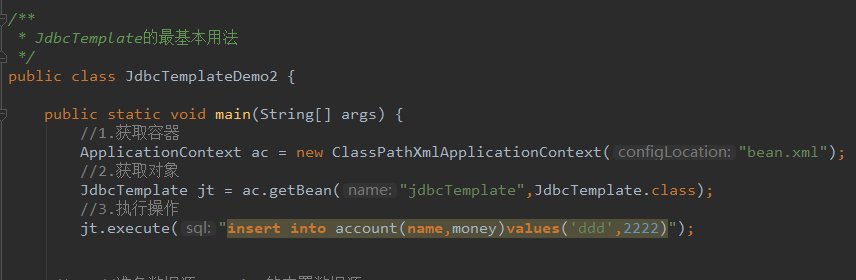 /**
* JdbcTemplate的最基本用法
*/
public class JdbcTemplateDemo2 {
public static void main(String[] args) {
//1.获取容器
ApplicationContext ac = new ClassPathXmlApplicationContext( configLocation: "bean.xml");
//2.获取对象
JdbcTemplate jt = ac.getBean( name: "jdbcTemplate",JdbcTemplate.class);
//3.执行操作
jt.execute( sql: "insert into account(name,money)values('ddd',2222)");